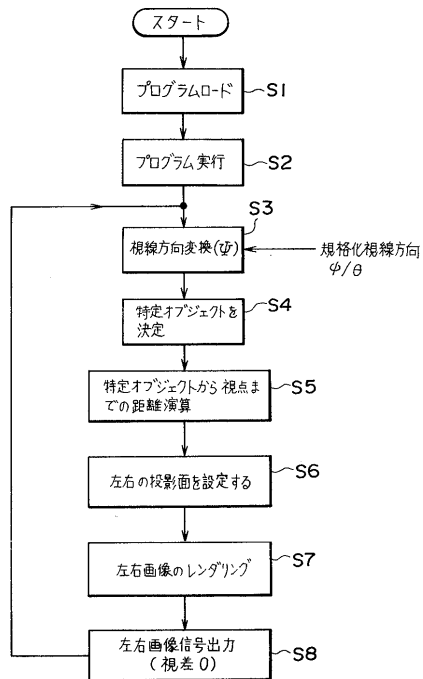 スタート
プログラムロード
S1
プログラム実行
S2
S3
視線方向変換(Ψ)
規格化視線方向
φ/θ
S4
特定オブジェクトを
決定
S5
特定オブジェクトから視点ま
での距離演算
S6
左右の投影面を設定する
S7
左右画像のレンダリング
S8
左右画像信号出力
(視差0)